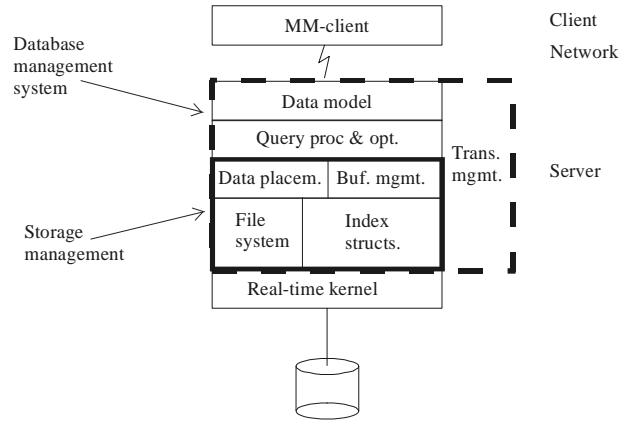 MM-client
Client
Network
Database
management
system
Data model
Query proc & opt.
Trans.
mgmt.
Server
Data placem.
Buf. mgmt.
Storage
management
File
system
Index
structs.
Real-time kernel